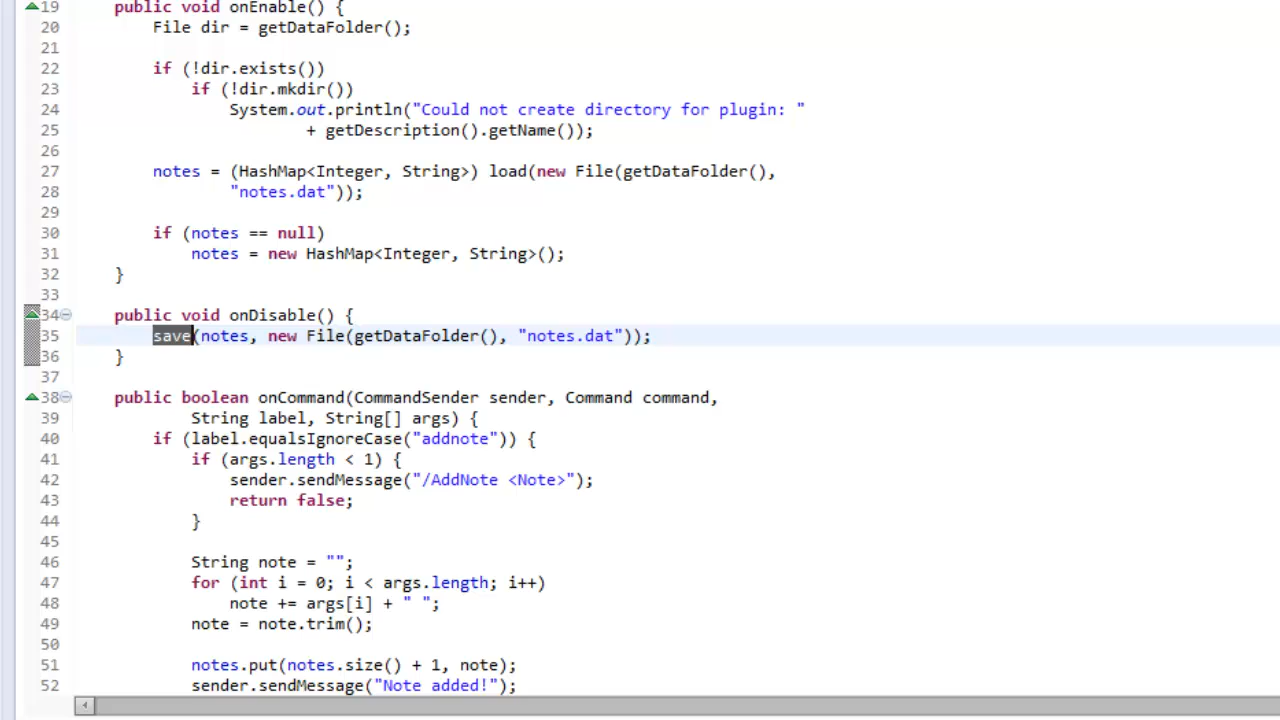 19 public void onEnable() {
20 File dir = getDataFolder();
21
22 if (!dir.exists())
23 if (!dir.mkdir())
24 System.out.println("Could not create directory for plugin: "
25 + getDescription().getName());
26
27 notes = (HashMap<Integer, String>) load(new File(getDataFolder(),
28 "notes.dat"));
29
30 if (notes == null)
31 notes = new HashMap<Integer, String>();
32 }
33
34 public void onDisable() {
35 save(notes, new File(getDataFolder(), "notes.dat"));
36 }
37
38 public boolean onCommand(CommandSender sender, Command command,
39 String label, String[] args) {
40 if (label.equalsIgnoreCase("addnote")) {
41 if (args.length < 1) {
42 sender.sendMessage("/AddNote <Note>");
43 return false;
44 }
45
46 String note = "";
47 for (int i = 0; i < args.length; i++)
48 note += args[i] + " ";
49 note = note.trim();
50
51 notes.put(notes.size() + 1, note);
52 sender.sendMessage("Note added!");